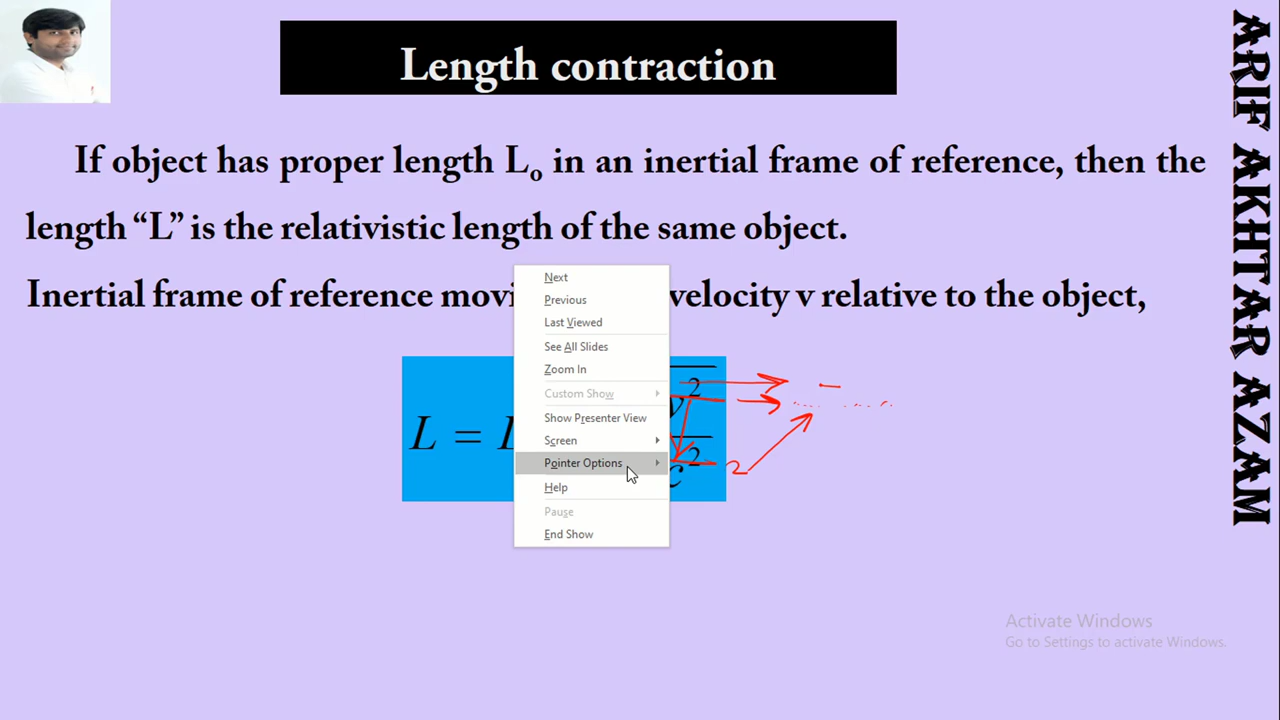 Length contraction
If object has proper length Lo in an inertial frame of reference, then the
length “L” is the relativistic length of the same object.
Inertial frame of reference movi velocity v relative to the object,
L = L
v2
c2
2
Next
Previous
Last Viewed
See All Slides
Zoom In
Custom Show
Show Presenter View
Screen
Pointer Options
Help
Pause
End Show
ARIF AKHTAR AZAM
Activate Windows
Go to Settings to activate Windows.